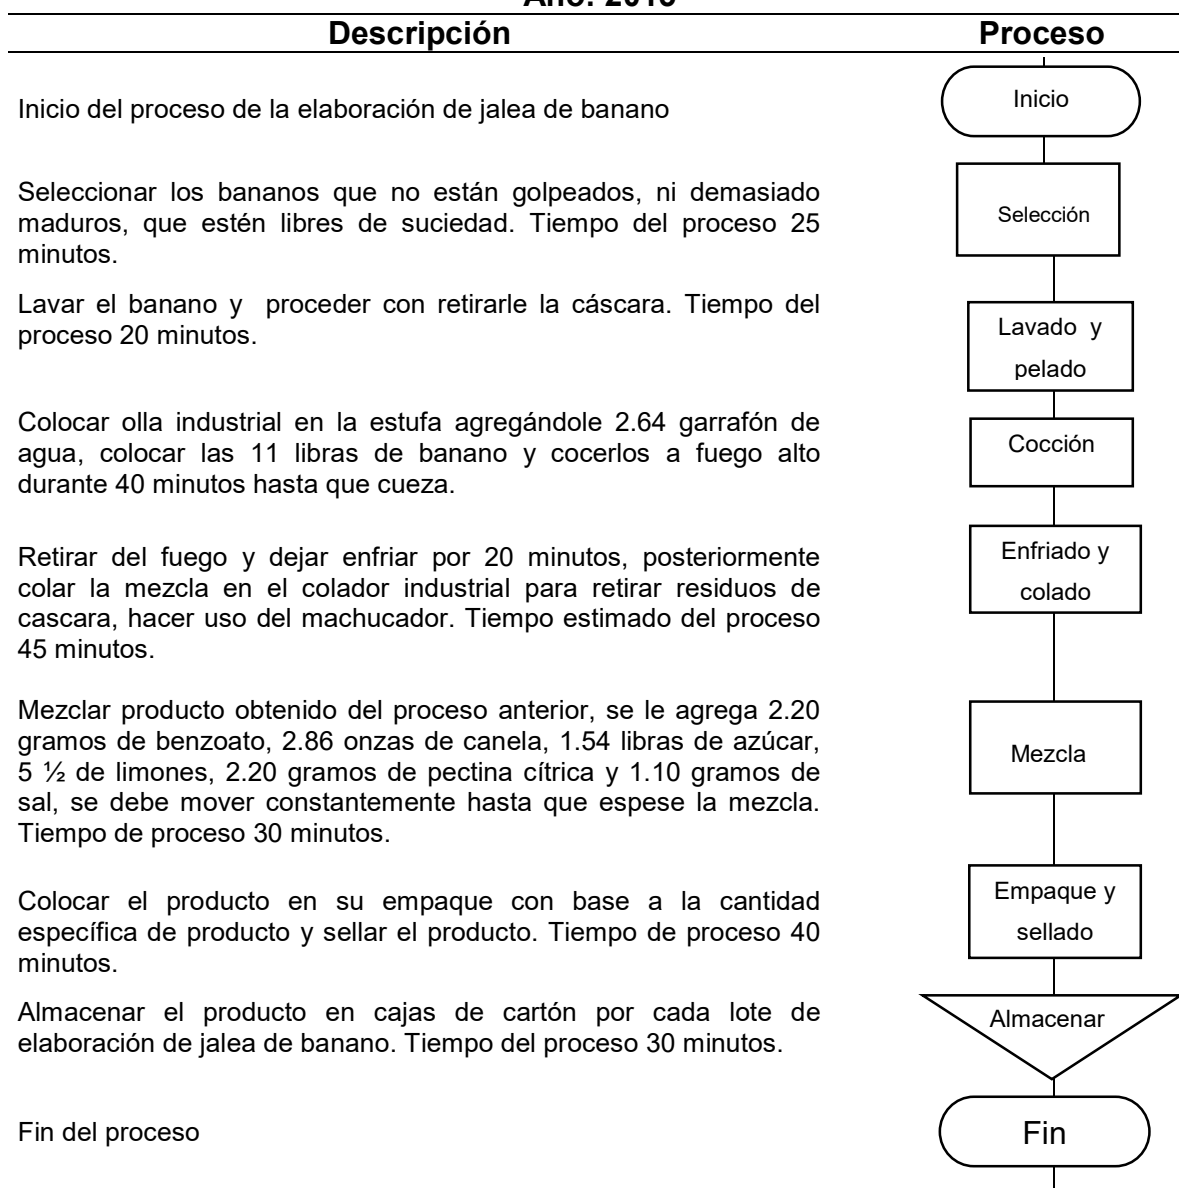 Descripción Proceso
Inicio del proceso de la elaboración de jalea de banano
Inicio
Seleccionar los bananos que no están golpeados, ni demasiado
maduros, que estén libres de suciedad. Tiempo del proceso 25
minutos.
Selección
Lavar el banano y proceder con retirarle la cáscara. Tiempo del
proceso 20 minutos.
Lavado y
pelado
Colocar olla industrial en la estufa agregándole 2.64 garrafón de
agua, colocar las 11 libras de banano y cocerlos a fuego alto
durante 40 minutos hasta que cueza.
Cocción
Retirar del fuego y dejar enfriar por 20 minutos, posteriormente
colar la mezcla en el colador industrial para retirar residuos de
cascara, hacer uso del machucador. Tiempo estimado del proceso
45 minutos.
Enfriado y
colado
Mezclar producto obtenido del proceso anterior, se le agrega 2.20
gramos de benzoato, 2.86 onzas de canela, 1.54 libras de azúcar,
5 ½ de limones, 2.20 gramos de pectina cítrica y 1.10 gramos de
sal, se debe mover constantemente hasta que espese la mezcla.
Tiempo de proceso 30 minutos.
Mezcla
Colocar el producto en su empaque con base a la cantidad
específica de producto y sellar el producto. Tiempo de proceso 40
minutos.
Empaque y
sellado
Almacenar el producto en cajas de cartón por cada lote de
elaboración de jalea de banano. Tiempo del proceso 30 minutos.
Almacenar
Fin del proceso
Fin